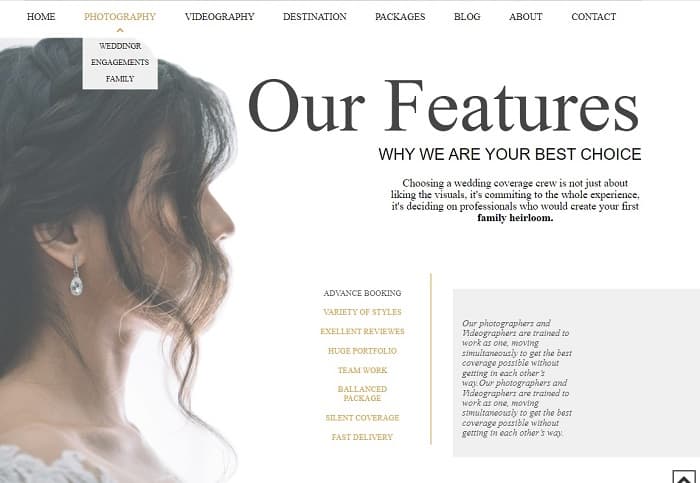 HOME PHOTOGRAPHY VIDEOGRAPHY DESTINATION PACKAGES BLOG ABOUT CONTACT
WEDDINGR
ENGAGEMENTS
FAMILY
Our Features
WHY WE ARE YOUR BEST CHOICE
Choosing a wedding coverage crew is not just about
liking the visuals, it's commiting to the whole experience,
it's deciding on professionals who would create your first
family heirloom.
ADVANCE BOOKING
VARIETY OF STYLES
EXELLENT REVIEWES
HUGE PORTFOLIO
TEAM WORK
BALLANCED
PACKAGE
SILENT COVERAGE
FAST DELIVERY
Our photographers and
Videographers are trained to
work as one, moving
simultaneously to get the best
coverage possible without
getting in each other's
way.Our photographers and
Videographers are trained to
work as one, moving
simultaneously to get the best
coverage possible without
getting in each other's way.